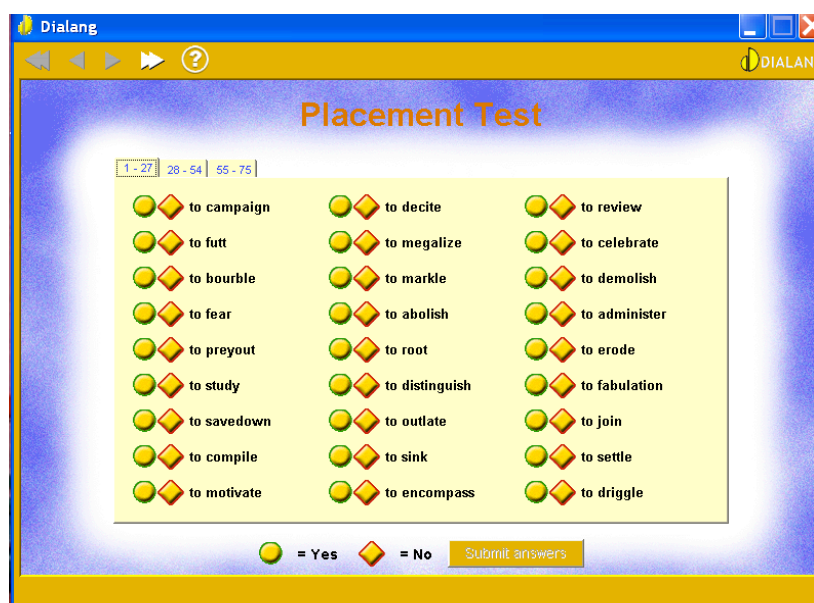 Dialang
DIALAN
Placement Test
1 - 27 28 - 54 55 - 75
to campaign to decite to review
to futt to megalize to celebrate
to bourble to markle to demolish
to fear to abolish to administer
to preyout to root to erode
to study to distinguish to fabulation
to savedown to outlate to join
to compile to sink to settle
to motivate to encompass to driggle
= Yes = No Submit answers